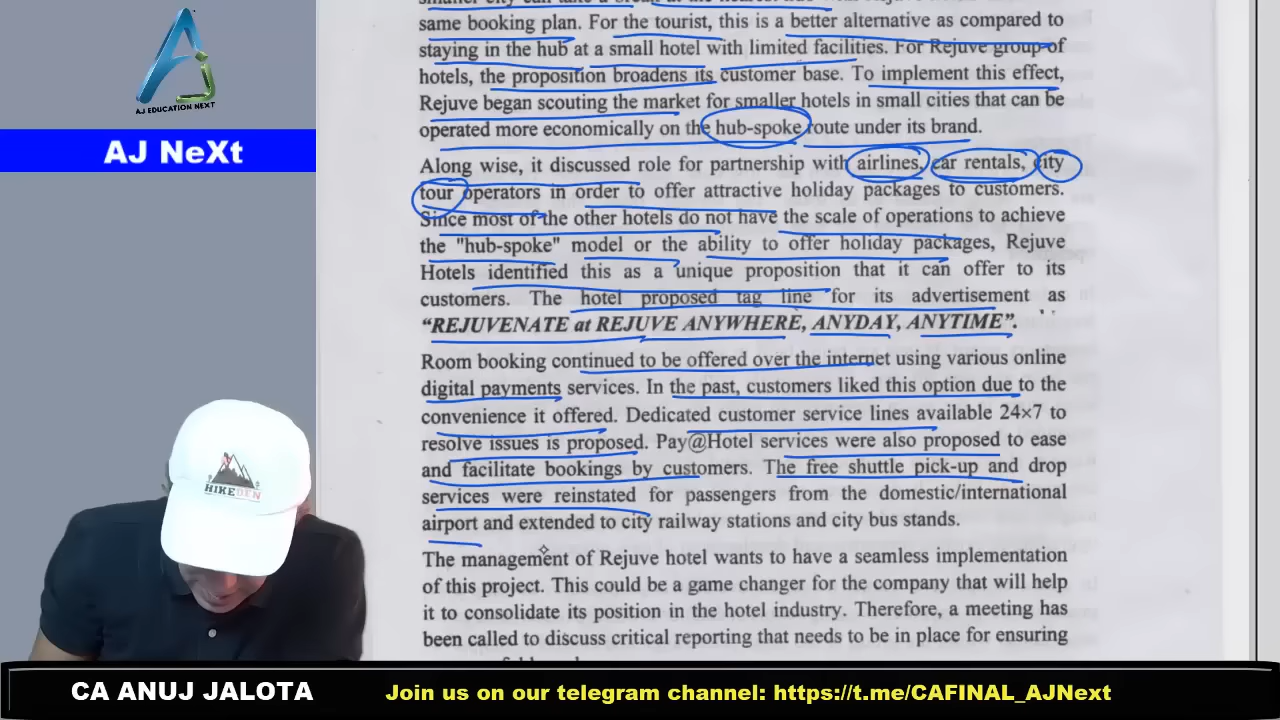 AJ EDUCATION NEXT
AJ NeXt
HIKEDEN
same booking plan. For the tourist, this is a better alternative as compared to
staying in the hub at a small hotel with limited facilities. For Rejuve group of
hotels, the proposition broadens its customer base. To implement this effect,
Rejuve began scouting the market for smaller hotels in small cities that can be
operated more economically on the hub-spoke route under its brand.
Along wise, it discussed role for partnership with airlines, car rentals, city
tour operators in order to offer attractive holiday packages to customers.
Since most of the other hotels do not have the scale of operations to achieve
the "hub-spoke" model or the ability to offer holiday packages, Rejuve
Hotels identified this as a unique proposition that it can offer to its
customers. The hotel proposed tag line for its advertisement as
“REJUVENATE at REJUVE ANYWHERE, ANYDAY, ANYTIME”.
Room booking continued to be offered over the internet using various online
digital payments services. In the past, customers liked this option due to the
convenience it offered. Dedicated customer service lines available 24×7 to
resolve issues is proposed. Pay@Hotel services were also proposed to ease
and facilitate bookings by customers. The free shuttle pick-up and drop
services were reinstated for passengers from the domestic/international
airport and extended to city railway stations and city bus stands.
The management of Rejuve hotel wants to have a seamless implementation
of this project. This could be a game changer for the company that will help
it to consolidate its position in the hotel industry. Therefore, a meeting has
been called to discuss critical reporting that needs to be in place for ensuring
CA ANUJ JALOTA
Join us on our telegram channel: https://t.me/CAFINAL_AJNext